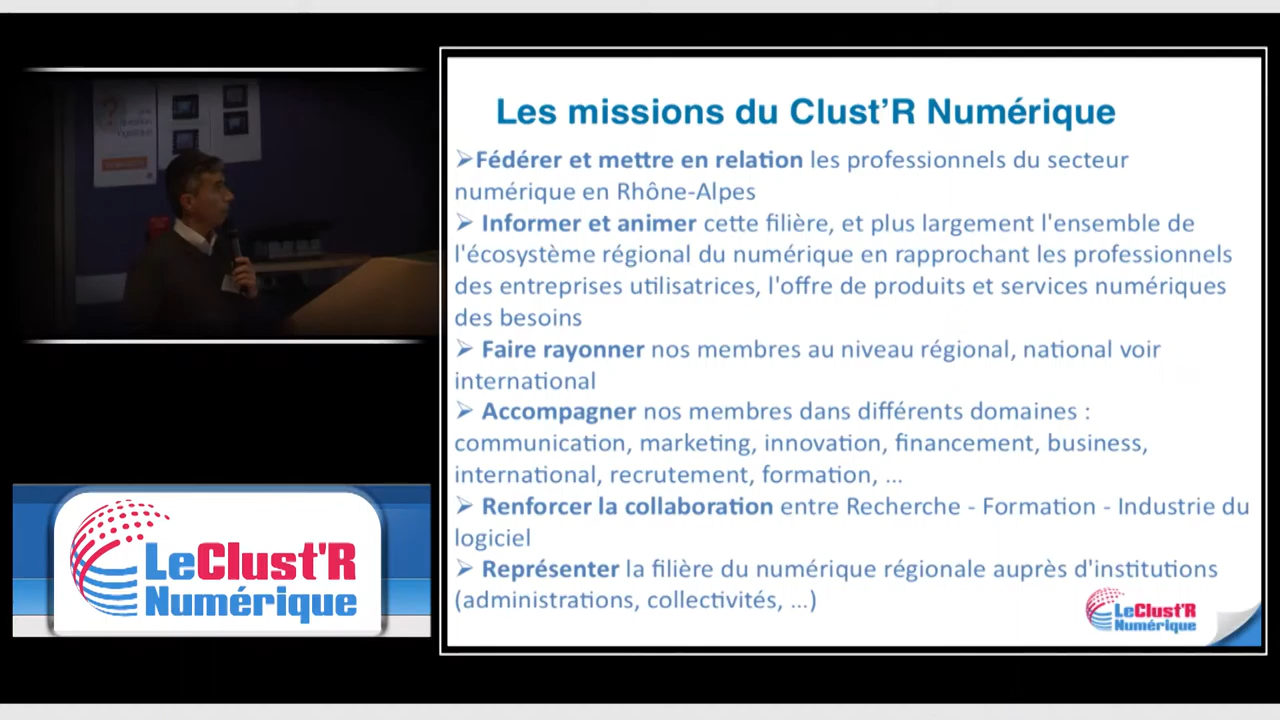 Les missions du Clust’R Numérique
➢Fédérer et mettre en relation les professionnels du secteur
numérique en Rhône-Alpes
➢ Informer et animer cette filière, et plus largement l'ensemble de
l'écosystème régional du numérique en rapprochant les professionnels
des entreprises utilisatrices, l'offre de produits et services numériques
des besoins
➢ Faire rayonner nos membres au niveau régional, national voir
international
➢ Accompagner nos membres dans différents domaines :
communication, marketing, innovation, financement, business,
international, recrutement, formation, ...
➢ Renforcer la collaboration entre Recherche - Formation - Industrie du
logiciel
➢ Représenter la filière du numérique régionale auprès d'institutions
(administrations, collectivités, ...)
LeClust'R
Numérique
LeClust'R
Numérique